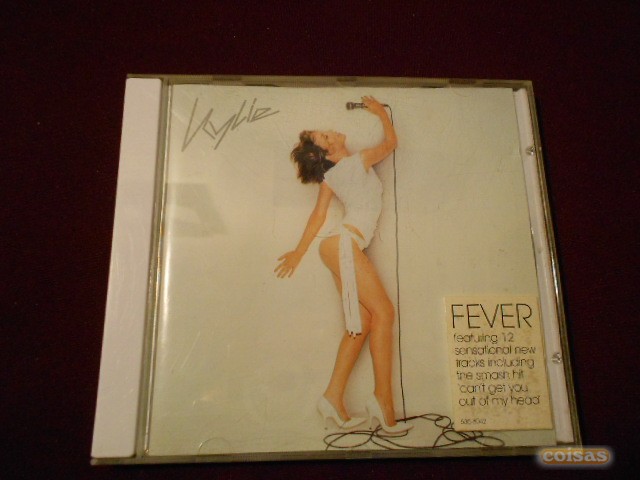 Kylie
FEVER
featuring 12
sensational new
tracks including
the smash hit
'can't get you
out of my head'
coisas